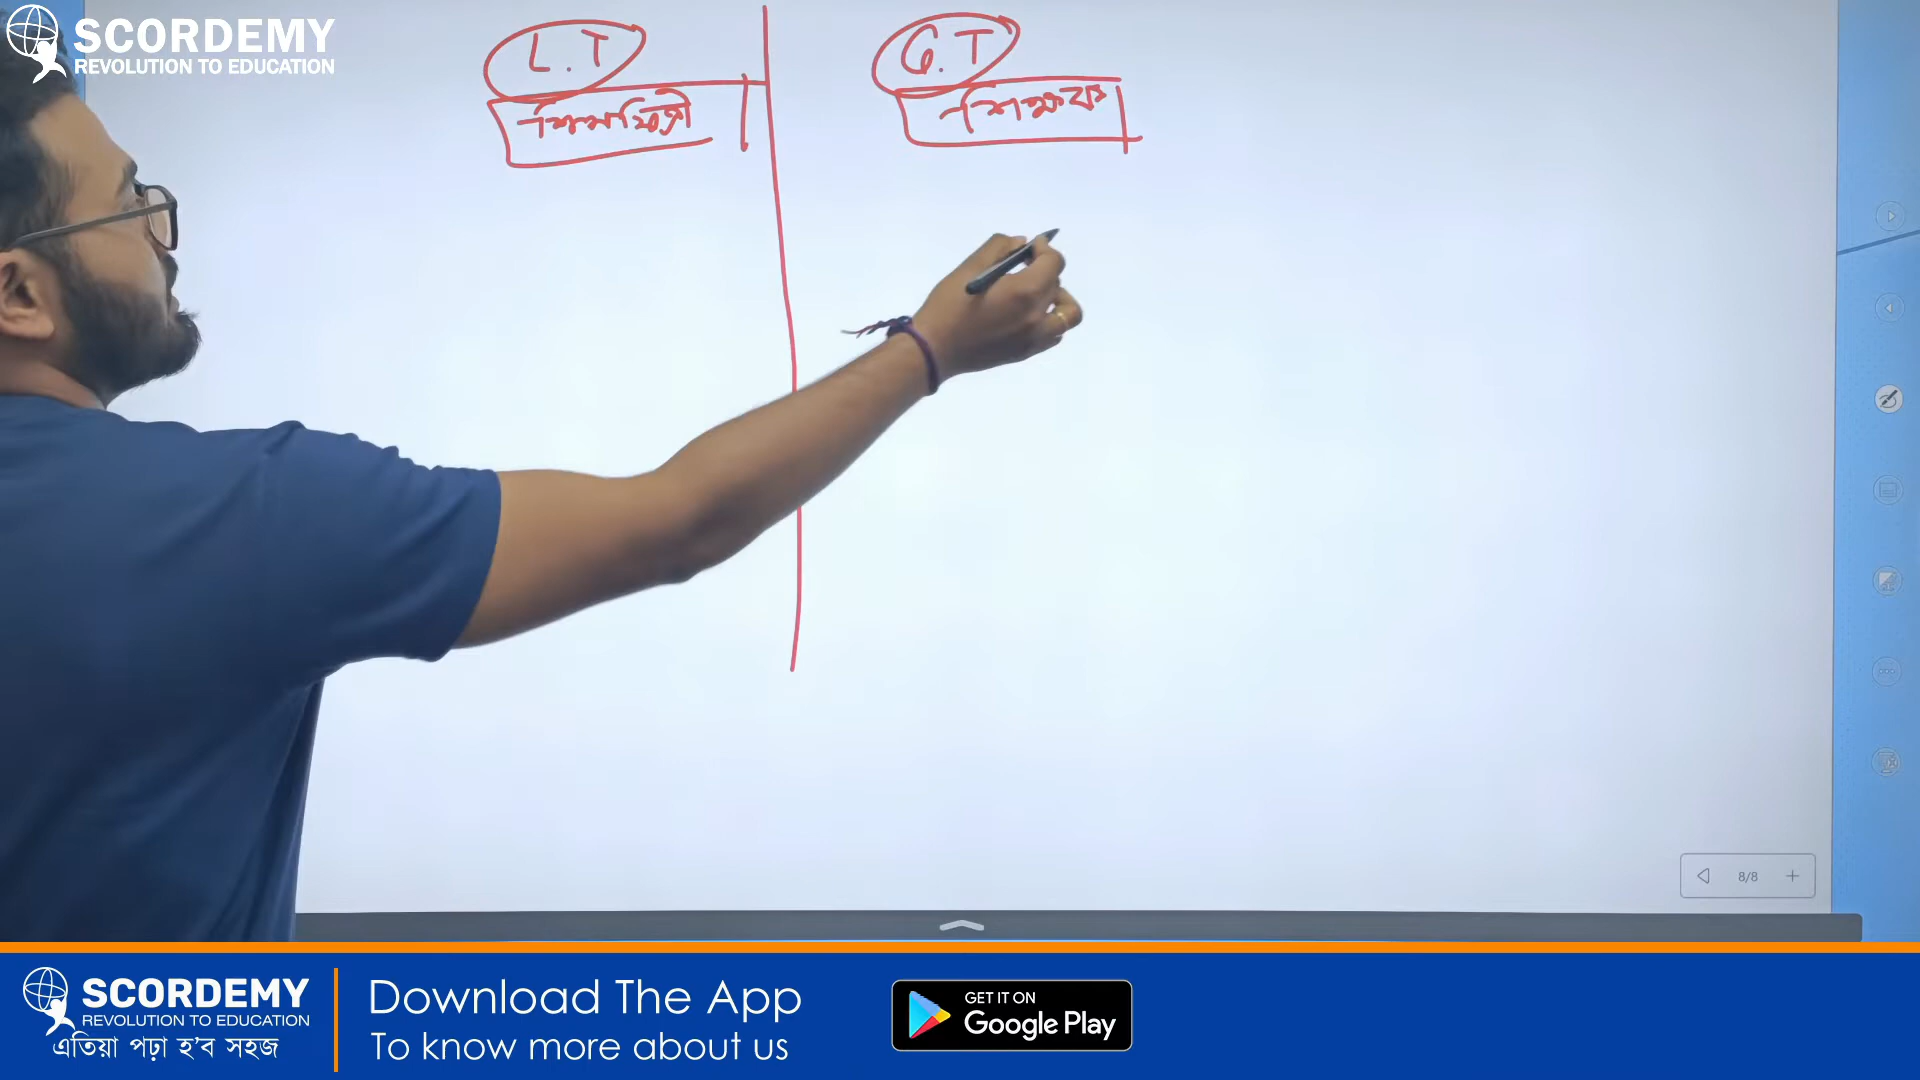 SCORDEMY
REVOLUTION TO EDUCATION
L.T
G.T
শিক্ষক
8/8
SCORDEMY
REVOLUTION TO EDUCATION
এতিয়া পঢ়া হ'ব সহজ
Download The App
To know more about us
GET IT ON
Google Play